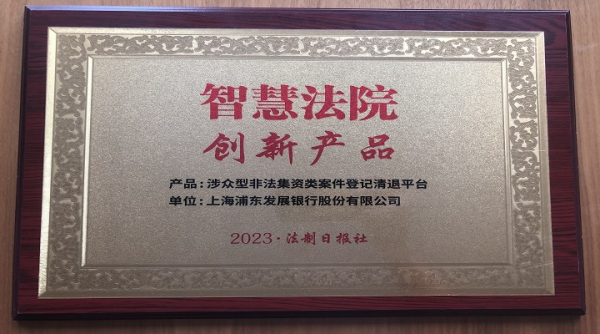 智慧法院
创新产品
产品：涉众型非法集资类案件登记清退平台
单位：上海浦东发展银行股份有限公司
2023·法制日报社